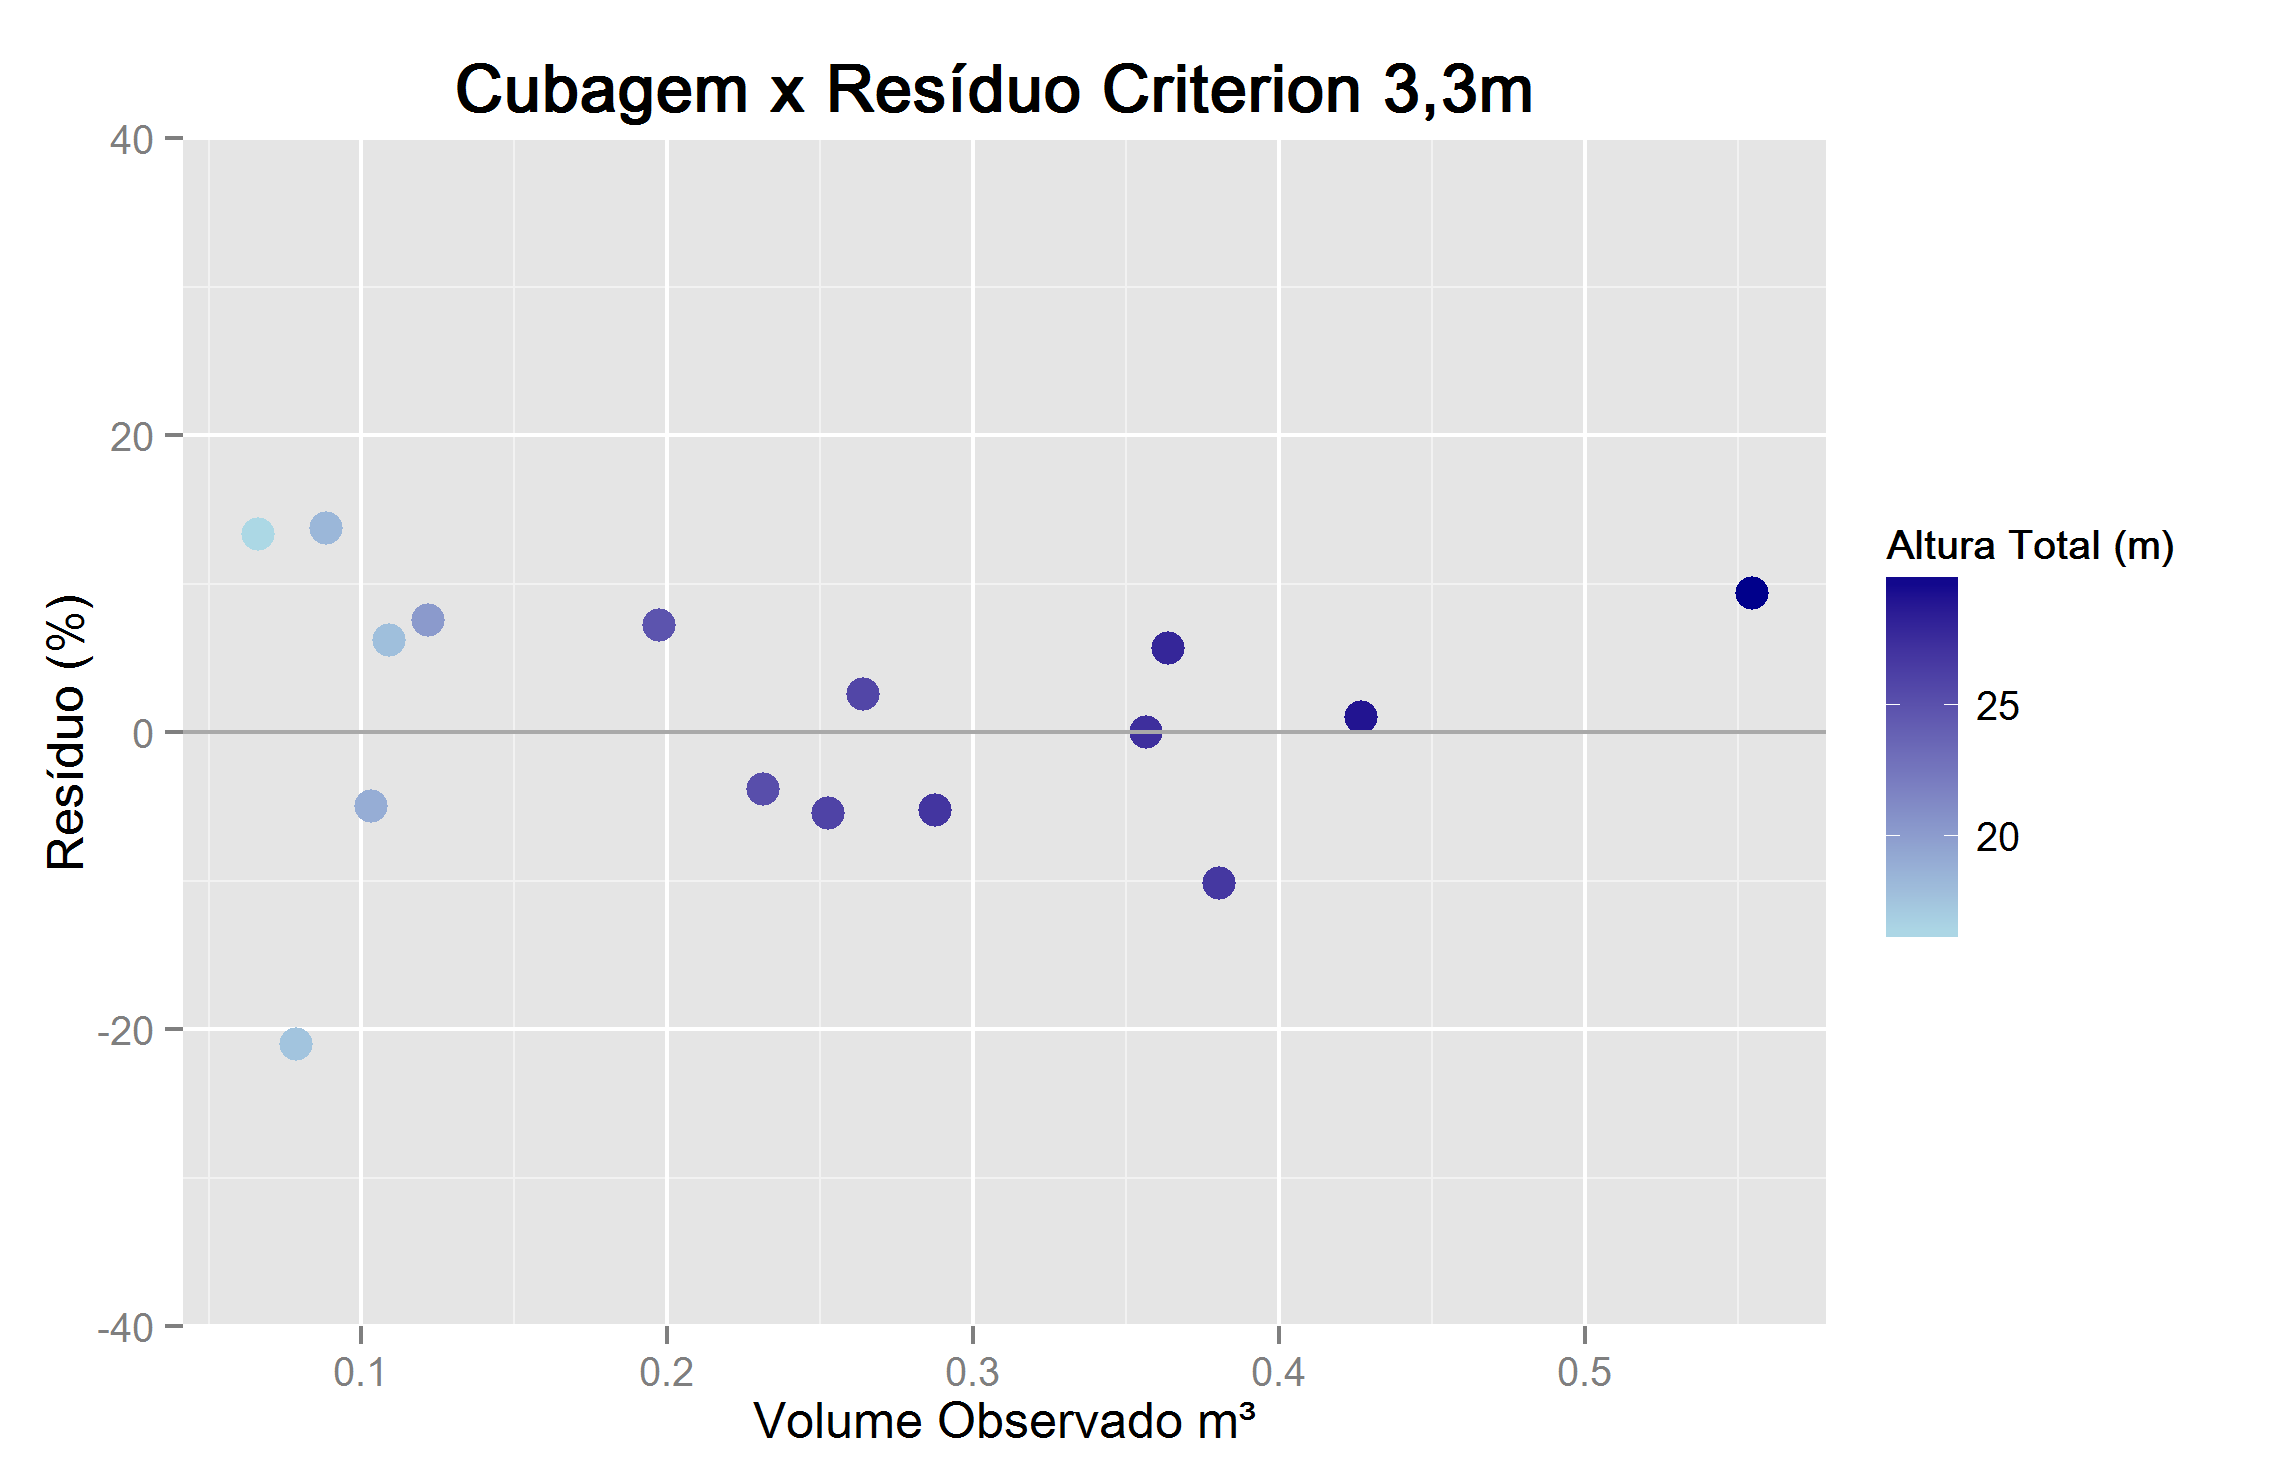 Cubagem x Resíduo Criterion 3,3m
40
20
0
-20
-40
Resíduo (%)
0.1 0.2 0.3 0.4 0.5
Volume Observado m³
Altura Total (m)
25
20